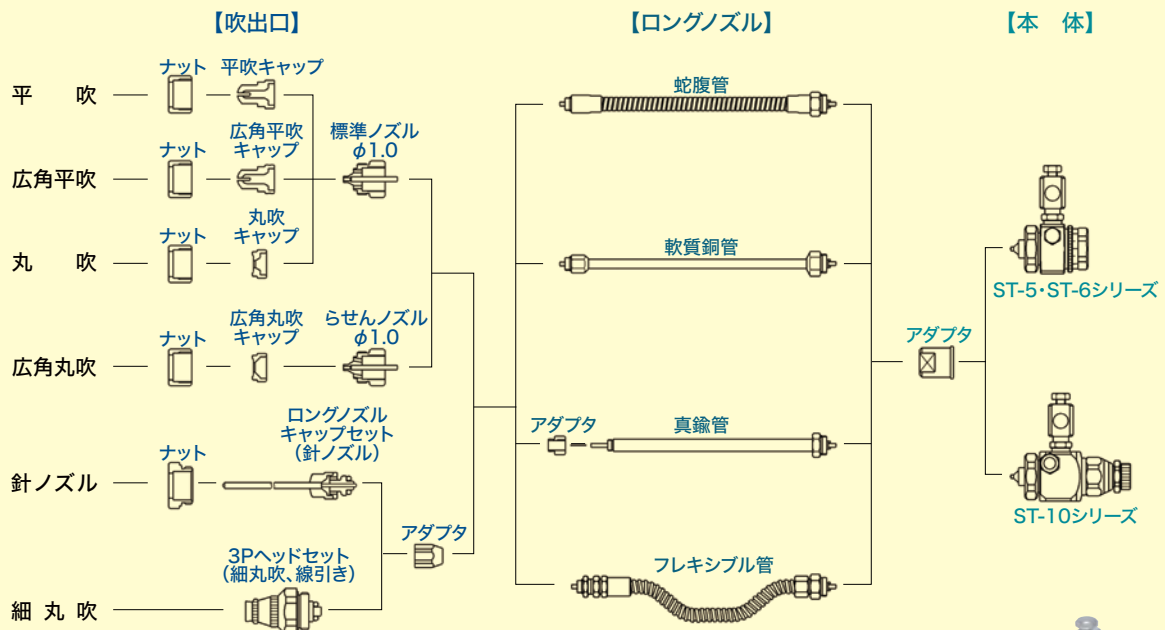 【吹出口】
【ロングノズル】
【本　体】
平　　吹
ナット
平吹キャップ
広角平吹
ナット
広角平吹
キャップ
標準ノズル
φ1.0
丸　　吹
ナット
丸吹
キャップ
広角丸吹
ナット
広角丸吹
キャップ
らせんノズル
φ1.0
針ノズル
ナット
ロングノズル
キャップセット
（針ノズル）
細 丸 吹
3Pヘッドセット
（細丸吹、線引き）
アダプタ
蛇腹管
軟質銅管
アダプタ
真鍮管
フレキシブル管
アダプタ
ST-5・ST-6シリーズ
ST-10シリーズ